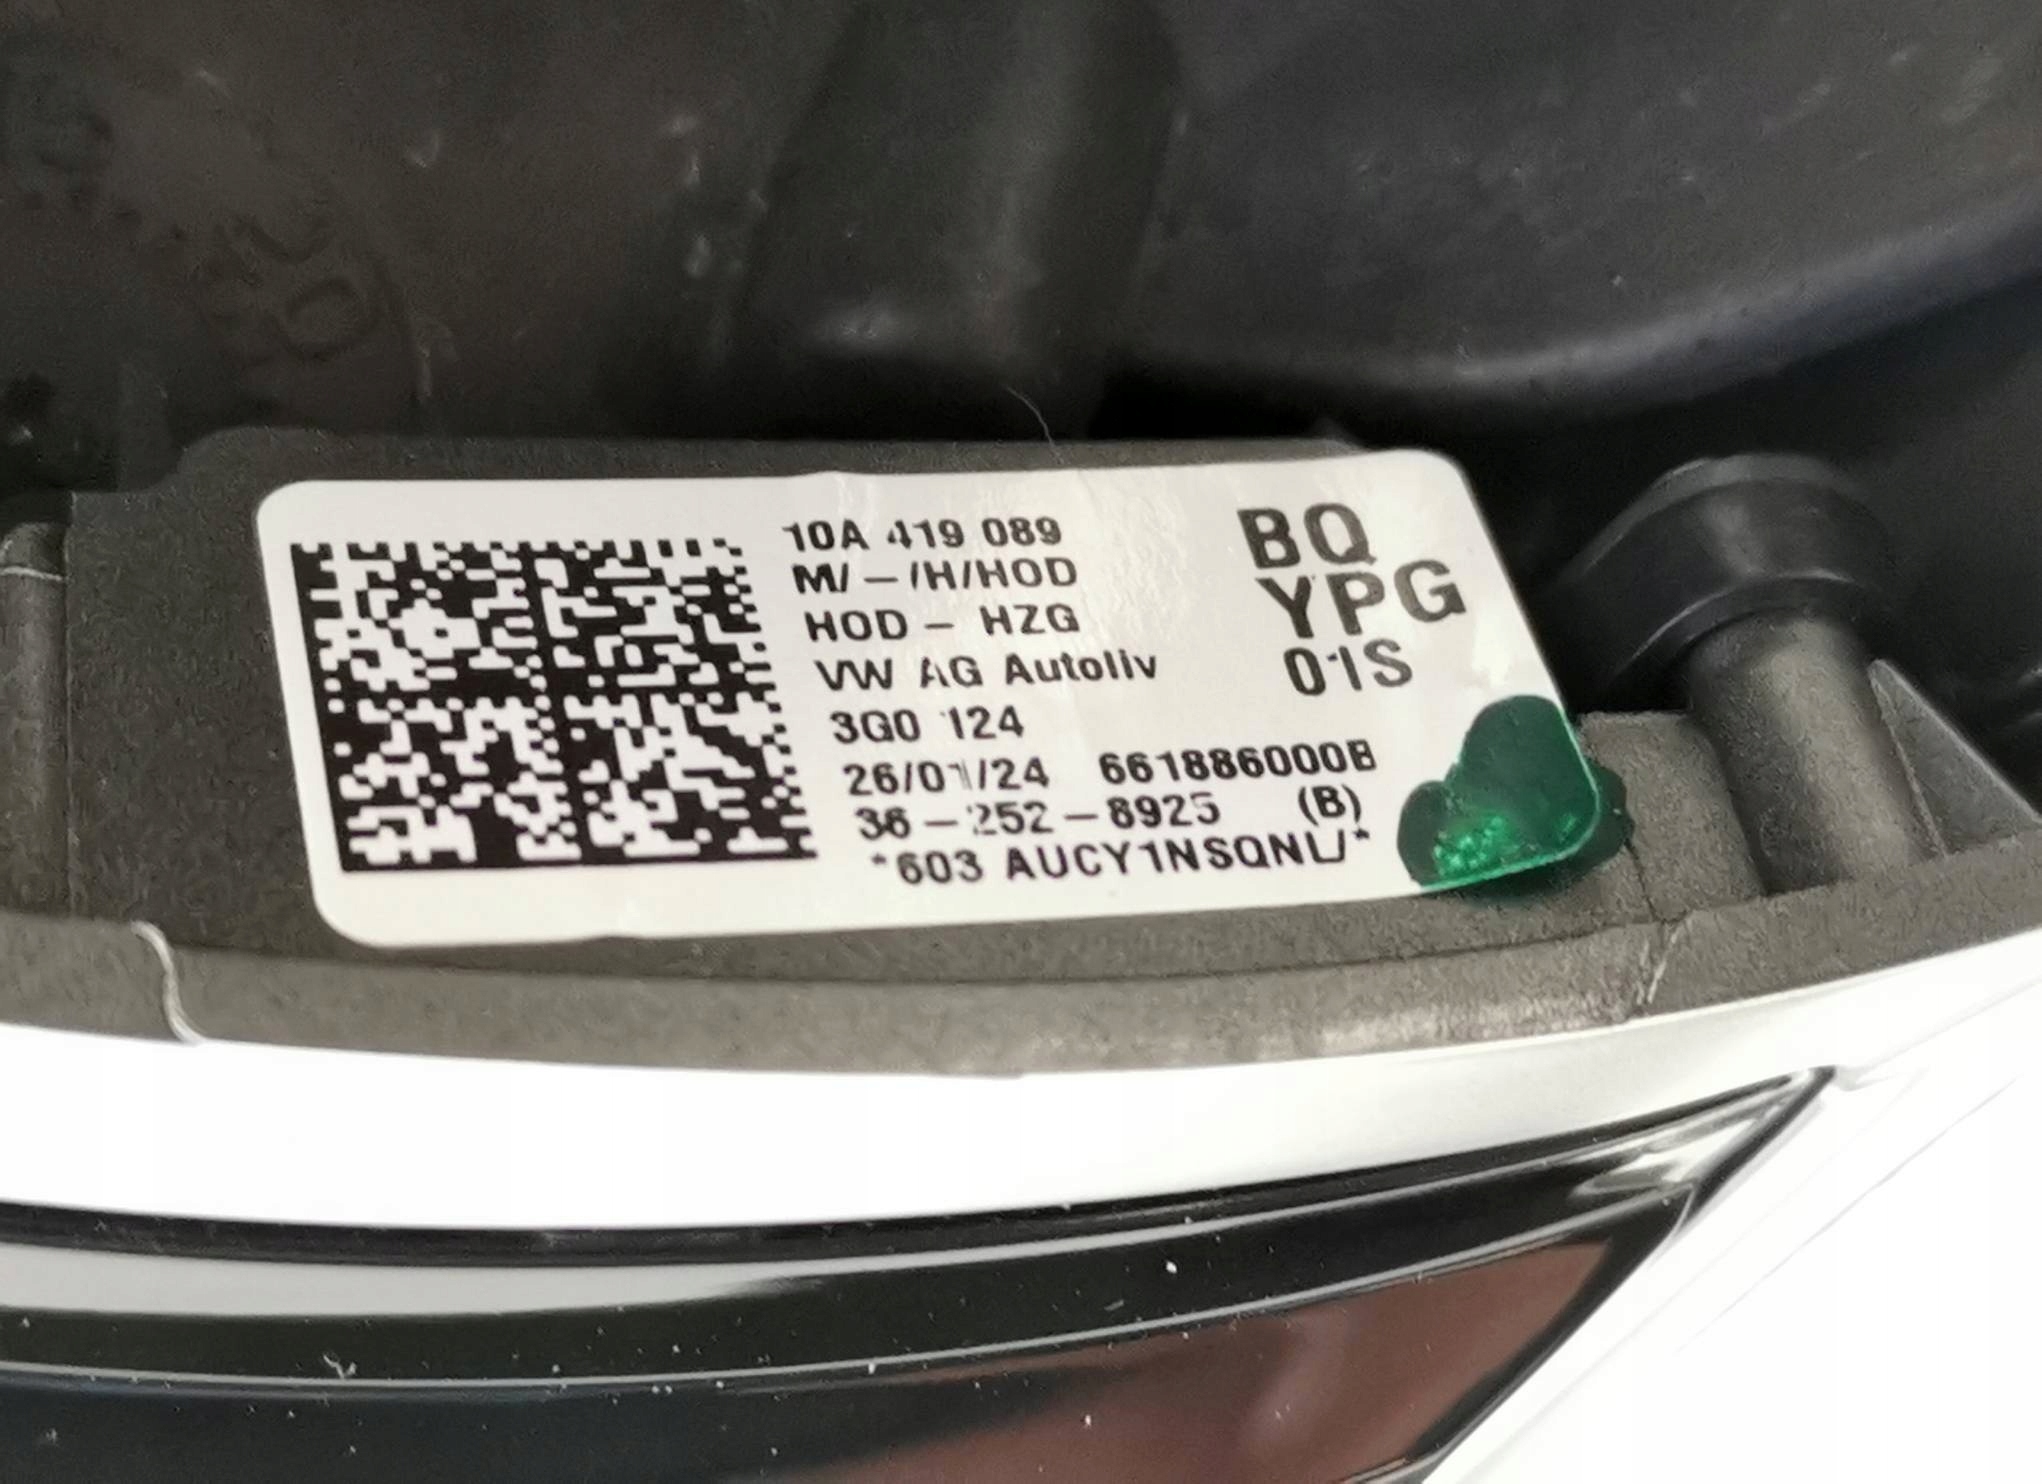 10A 419 089
M/-/H/HOD
HOD - HZG
VW AG Autoliv
3G0 124
26/01/24 661886000B
36-252-8925 (B)
*603 AUCY1NSQNL/*
BQ
YPG
01S